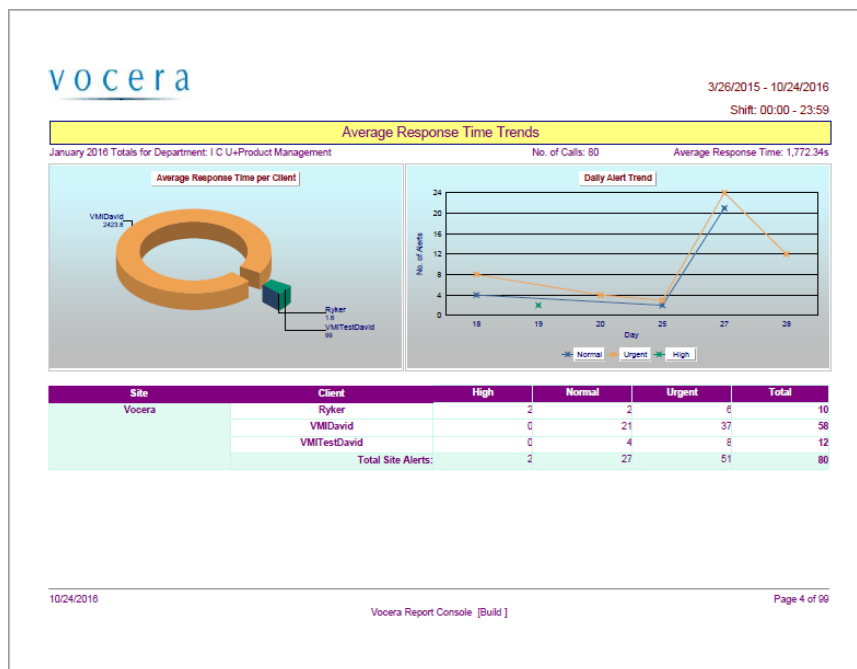 vocera
3/26/2015 - 10/24/2016
Shift: 00:00 - 23:59
Average Response Time Trends
January 2016 Totals for Department: I C U+Product Management No. of Calls: 80 Average Response Time: 1,772.34s
Average Response Time per Client
VMIDavid
2423.6
Ryker
1.6
VMITestDavid
99
Daily Alert Trend
No. of Alerts
24
20
16
12
8
4
0
18 19 20 25 27 28
Day
Normal Urgent High
Site Client High Normal Urgent Total
Vocera Ryker 2 2 6 10
VMIDavid 0 21 37 58
VMITestDavid 0 4 8 12
Total Site Alerts: 2 27 51 80
10/24/2016 Page 4 of 99
Vocera Report Console [Build ]